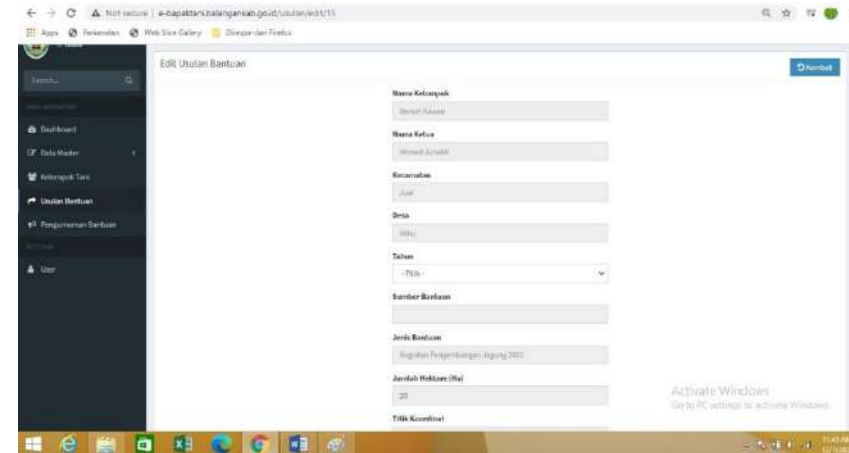 Not secure | e-bapaktani.balangankab.go.id/usulan/edit/15
Apps Perkenalan Web Slice Gallery Diimpor dari Firefox
Edit Usulan Bantuan
Kembali
Search...
Nama Kelompok
Nama Ketua
Dashboard
Data Master
Kecamatan
Kelompok Tani
Juai
Usulan Bantuan
Desa
Pengumuman Bantuan
Tahun
User
- Pilih -
Sumber Bantuan
Jenis Bantuan
Kegiatan Pengembangan Jagung
Jumlah Hektare (Ha)
20
Activate Windows
Go to PC settings to activate Windows.
Titik Koordinat